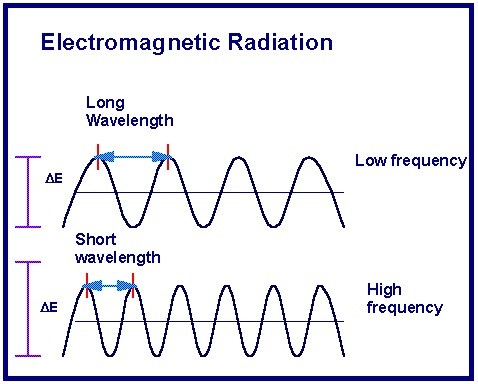 Electromagnetic Radiation
Long
Wavelength
ΔE
Low frequency
Short
wavelength
ΔE
High
frequency